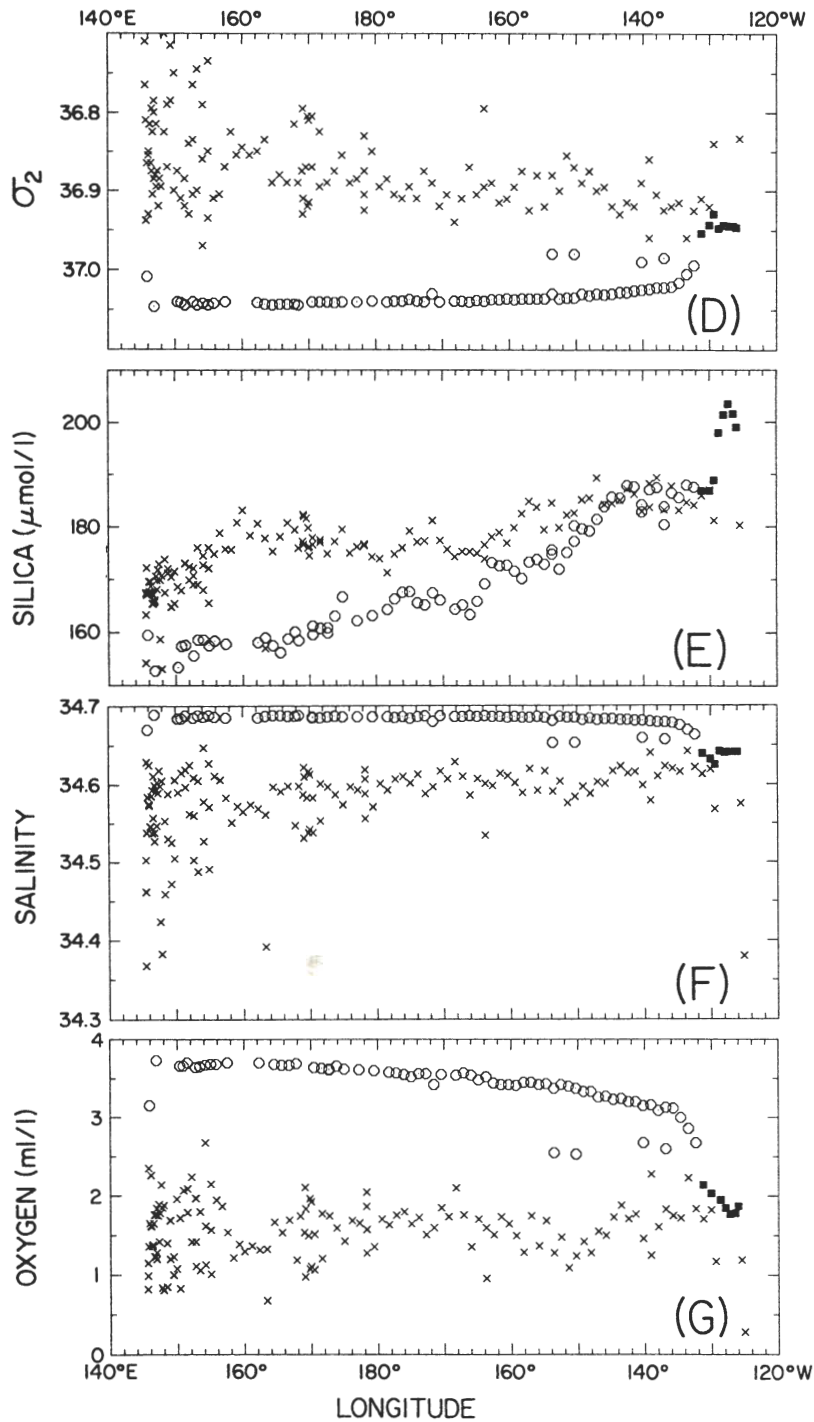 140°E 160° 180° 160° 140° 120°W
36.8
36.9
37.0
σ2
(D)
200
180
160
SILICA (μmol/l)
(E)
34.7
34.6
34.5
34.4
34.3
SALINITY
(F)
4
3
2
1
0
OXYGEN (ml/l)
(G)
140°E 160° 180° 160° 140° 120°W
LONGITUDE